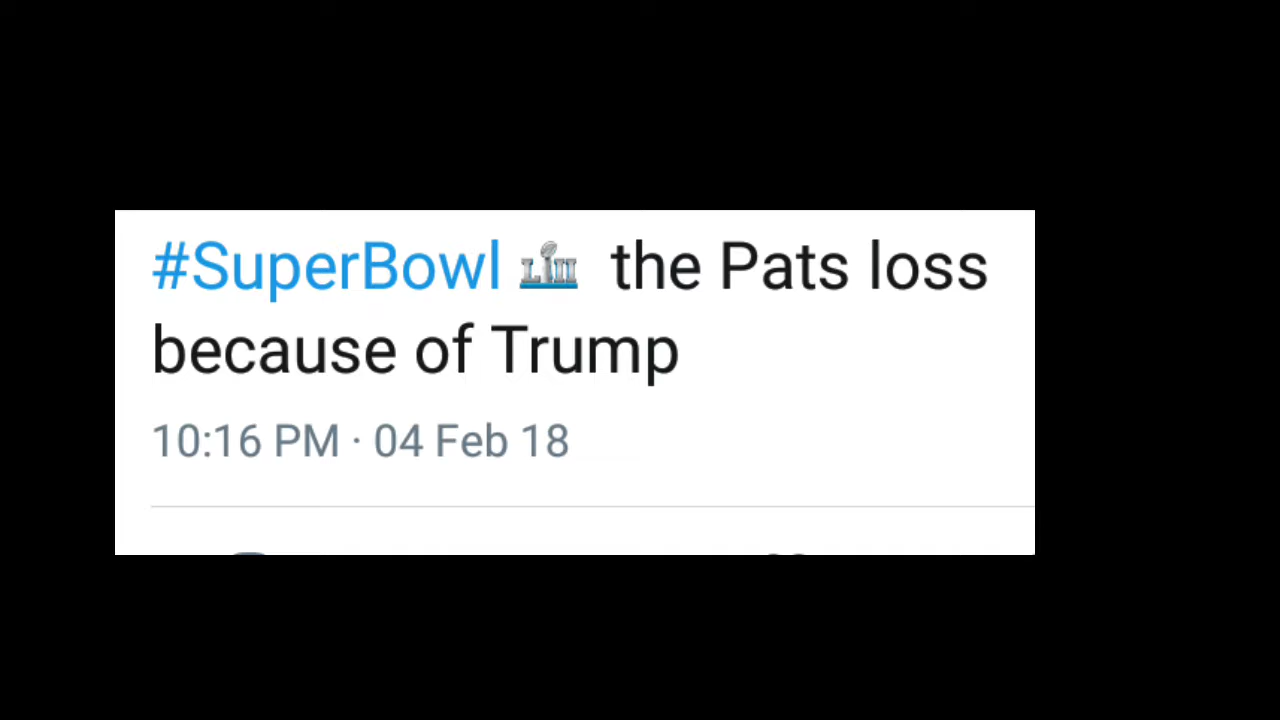 #SuperBowl LII the Pats loss
because of Trump
10:16 PM · 04 Feb 18